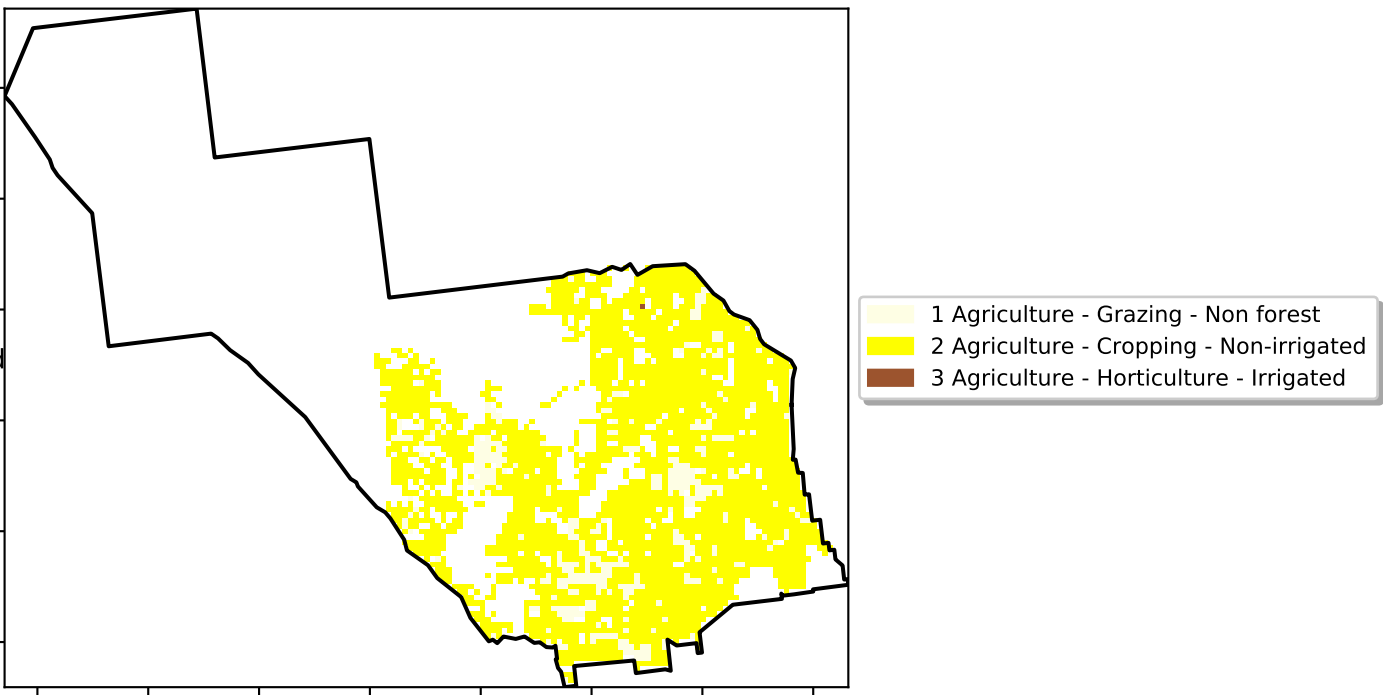 1 Agriculture - Grazing - Non forest
2 Agriculture - Cropping - Non-irrigated
3 Agriculture - Horticulture - Irrigated